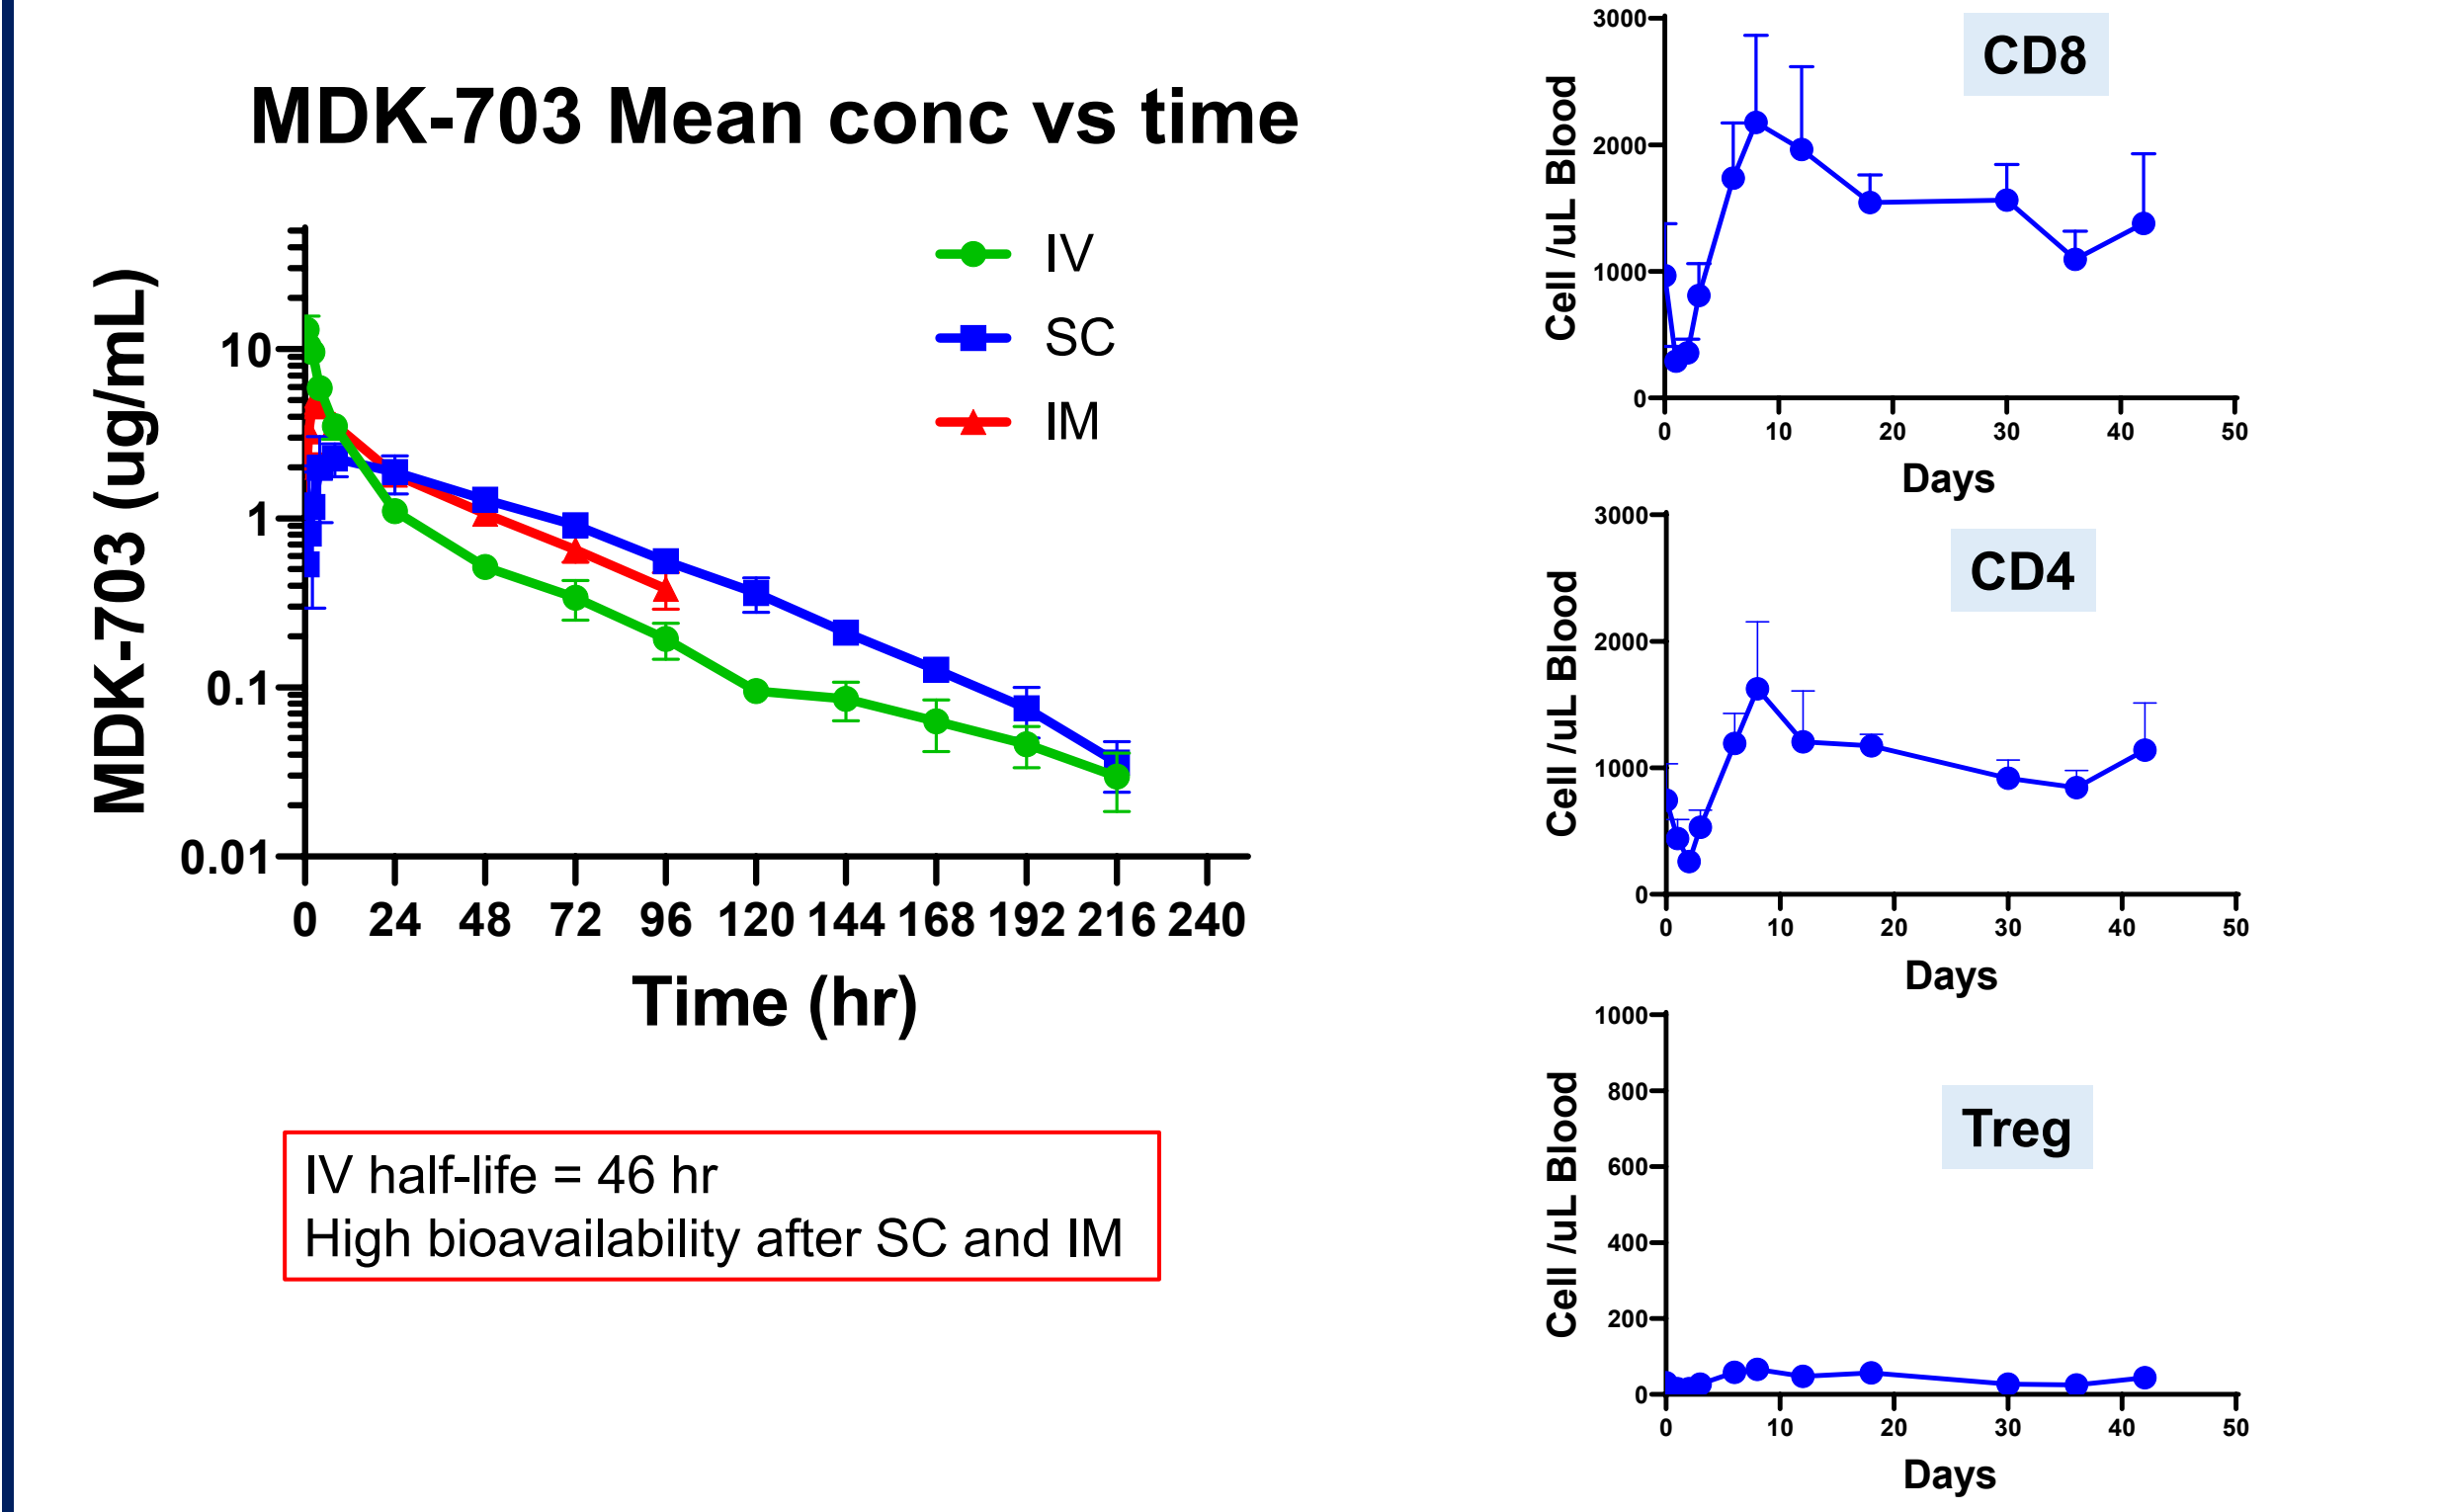 MDK-703 Mean conc vs time
IV
SC
IM
MDK-703 (ug/mL)
10
1
0.1
0.01
0 24 48 72 96 120 144 168 192 216 240
Time (hr)
IV half-life = 46 hr
High bioavailability after SC and IM
CD8
Cell /uL Blood
3000
2000
1000
0
0 10 20 30 40 50
Days
CD4
Cell /uL Blood
3000
2000
1000
0
0 10 20 30 40 50
Days
Treg
Cell /uL Blood
1000
800
600
400
200
0
0 10 20 30 40 50
Days